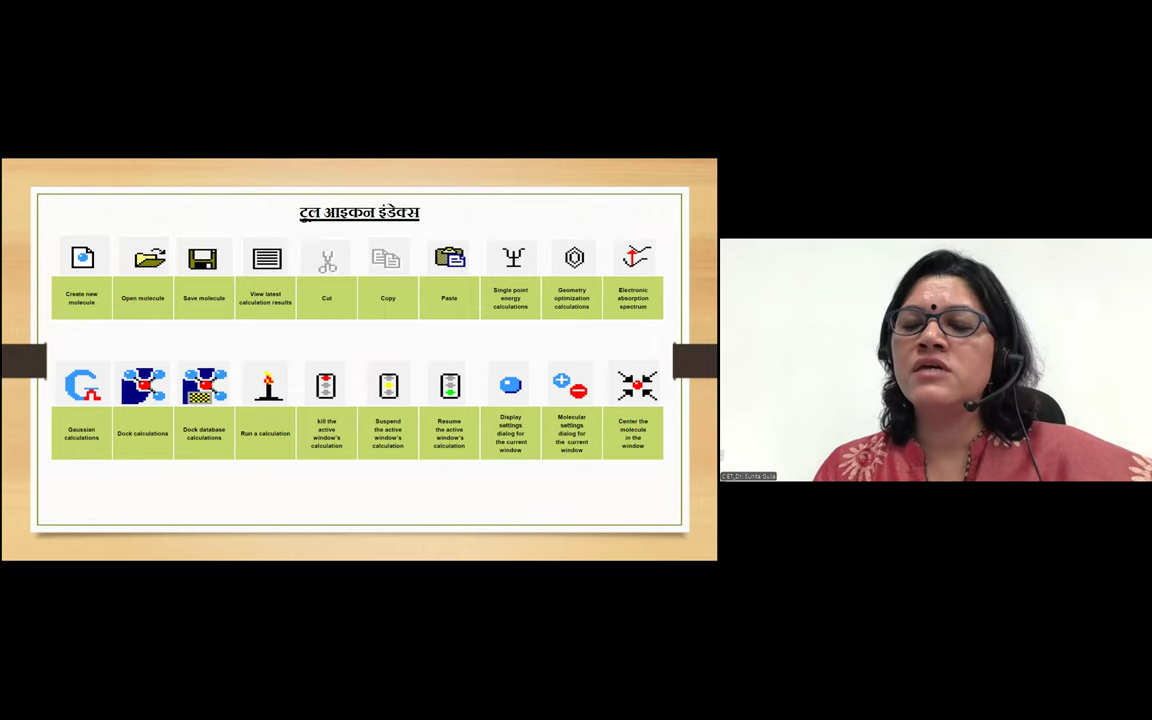 टूल आइकन इंडेक्स
Create new
molecule
Open molecule
Save molecule
View latest
calculation results
Cut
Copy
Paste
Single point
energy
calculations
Geometry
optimization
calculations
Electronic
absorption
spectrum
Gaussian
calculations
Dock calculations
Dock database
calculations
Run a calculation
kill the
active
window's
calculation
Suspend
the active
window's
calculation
Resume
the active
window's
calculation
Display
settings
dialog for
the current
window
Molecular
settings
dialog for
the current
window
Center the
molecule
in the
window
CIET_Dr. Sunita Gulia